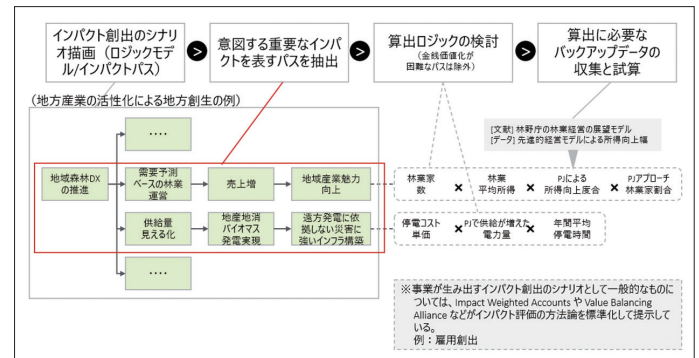 インパクト創出のシナリ
オ描画（ロジックモデ
ル/インパクトパス）
>
意図する重要なインパ
クトを表すパスを抽出
>
算出ロジックの検討
（金銭価値化が
困難なパスは除外）
>
算出に必要な
バックアップデータの
収集と試算
（地方産業の活性化による地方創生の例）
[文献] 林野庁の林業経営の展望モデル
[データ] 先進的経営モデルによる所得向上幅
････
地域森林DX
の推進
需要予測
ベースの林業
運営
売上増
地域産業魅力
向上
林業家
数
×
林業
平均所得
×
PJによる
所得向上度合
×
PJアプローチ
林業家割合
供給量
見える化
地産地消
バイオマス
発電実現
遠方発電に依
拠しない災害に
強いインフラ構築
停電コスト
単価
×
PJで供給が増えた
電力量
×
年間平均
停電時間
････
※事業が生み出すインパクト創出のシナリオとして一般的なものに
ついては、Impact Weighted Accounts や Value Balancing
Alliance などがインパクト評価の方法論を標準化して提示して
いる。
例：雇用創出